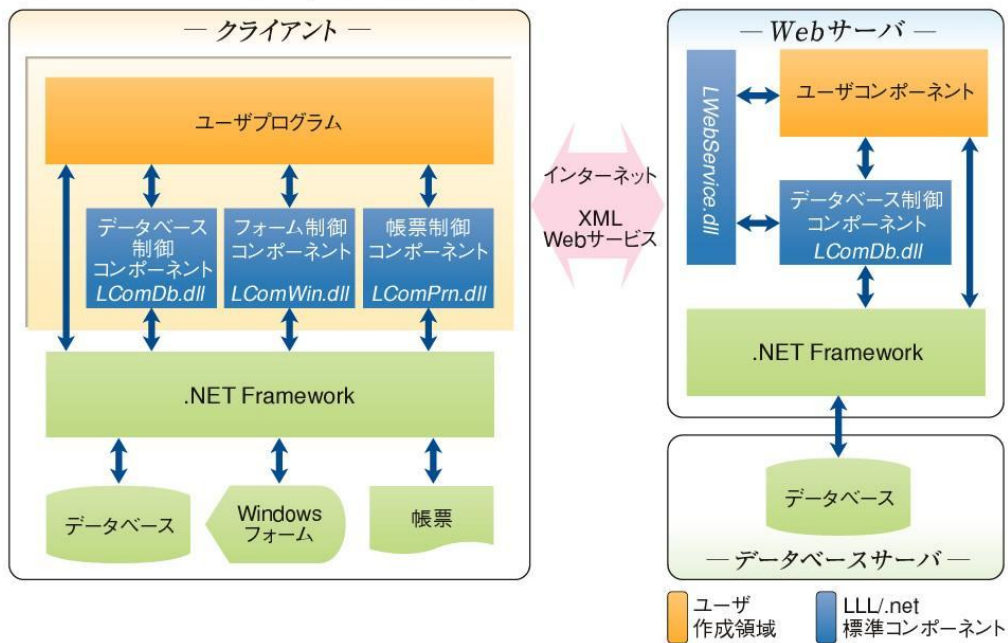 ― クライアント ―
ユーザプログラム
データベース
制御
コンポーネント
LComDb.dll
フォーム制御
コンポーネント
LComWin.dll
帳票制御
コンポーネント
LComPrn.dll
.NET Framework
データベース
Windows
フォーム
帳票
インターネット
XML
Webサービス
― Webサーバ ―
LWebService.dll
ユーザコンポーネント
データベース制御
コンポーネント
LComDb.dll
.NET Framework
データベース
―データベースサーバ―
ユーザ
作成領域
LLL/.net
標準コンポーネント